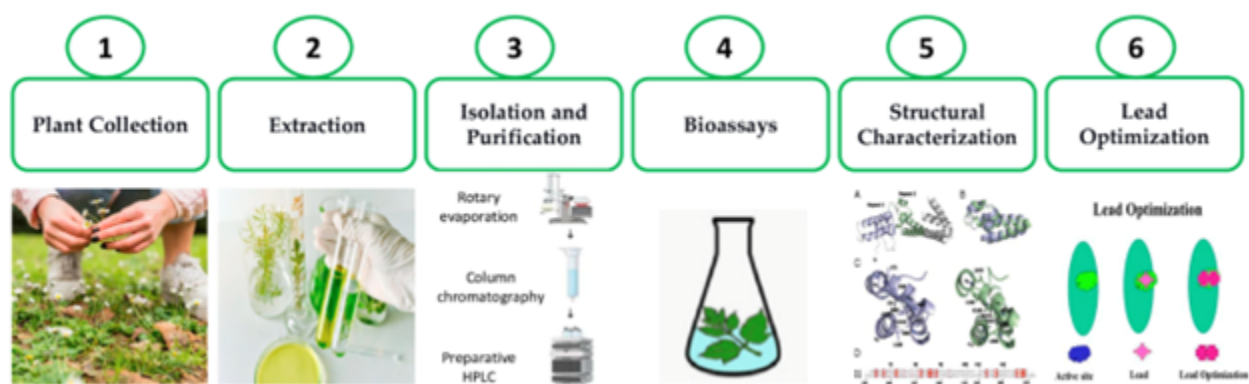 1
2
3
4
5
6
Plant Collection
Extraction
Isolation and
Purification
Bioassays
Structural
Characterization
Lead
Optimization
Rotary
evaporation
Column
chromatography
Preparative
HPLC
A
B
C
D
Lead Optimization
Active site
Lead
Lead Optimization